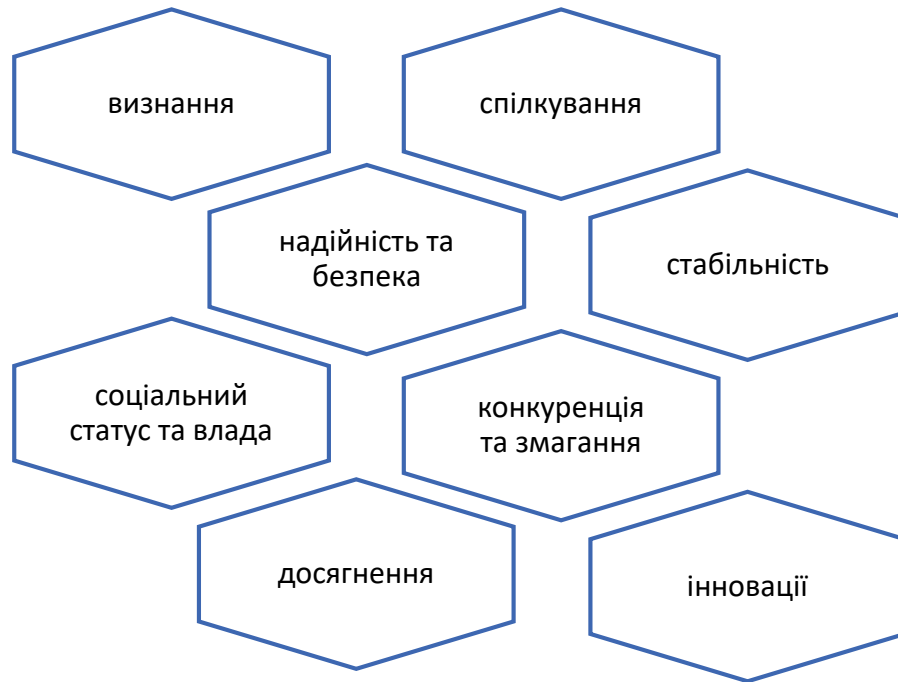 визнання
спілкування
надійність та
безпека
стабільність
соціальний
статус та влада
конкуренція
та змагання
досягнення
інновації